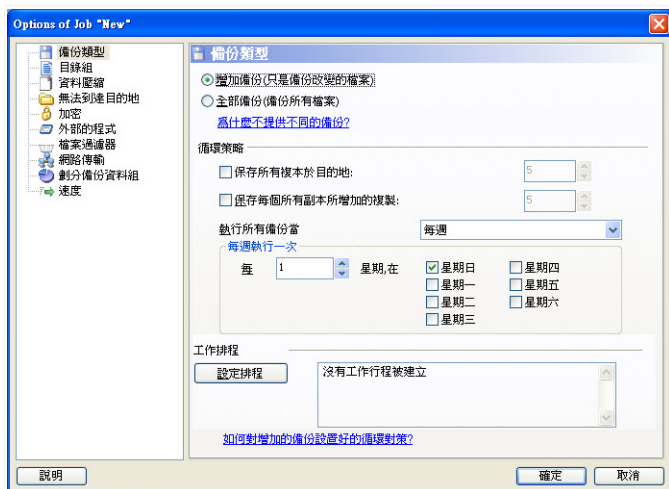 Options of Job "New"
備份類型
目錄組
資料壓縮
無法到達目的地
加密
外部的程式
檔案過濾器
網路傳輸
劃分備份資料組
速度
備份類型
增加備份(只是備份改變的檔案)
全部備份(備份所有檔案)
爲什麼不提供不同的備份?
循環策略
保存所有複本於目的地: 5
保存每個所有副本所增加的複製: 5
執行所有備份當 每週
每週執行一次
每 1 星期,在 星期日 星期四
星期一 星期五
星期二 星期六
星期三
工作排程
設定排程 沒有工作行程被建立
如何對增加的備份設置好的循環對策?
說明 確定 取消